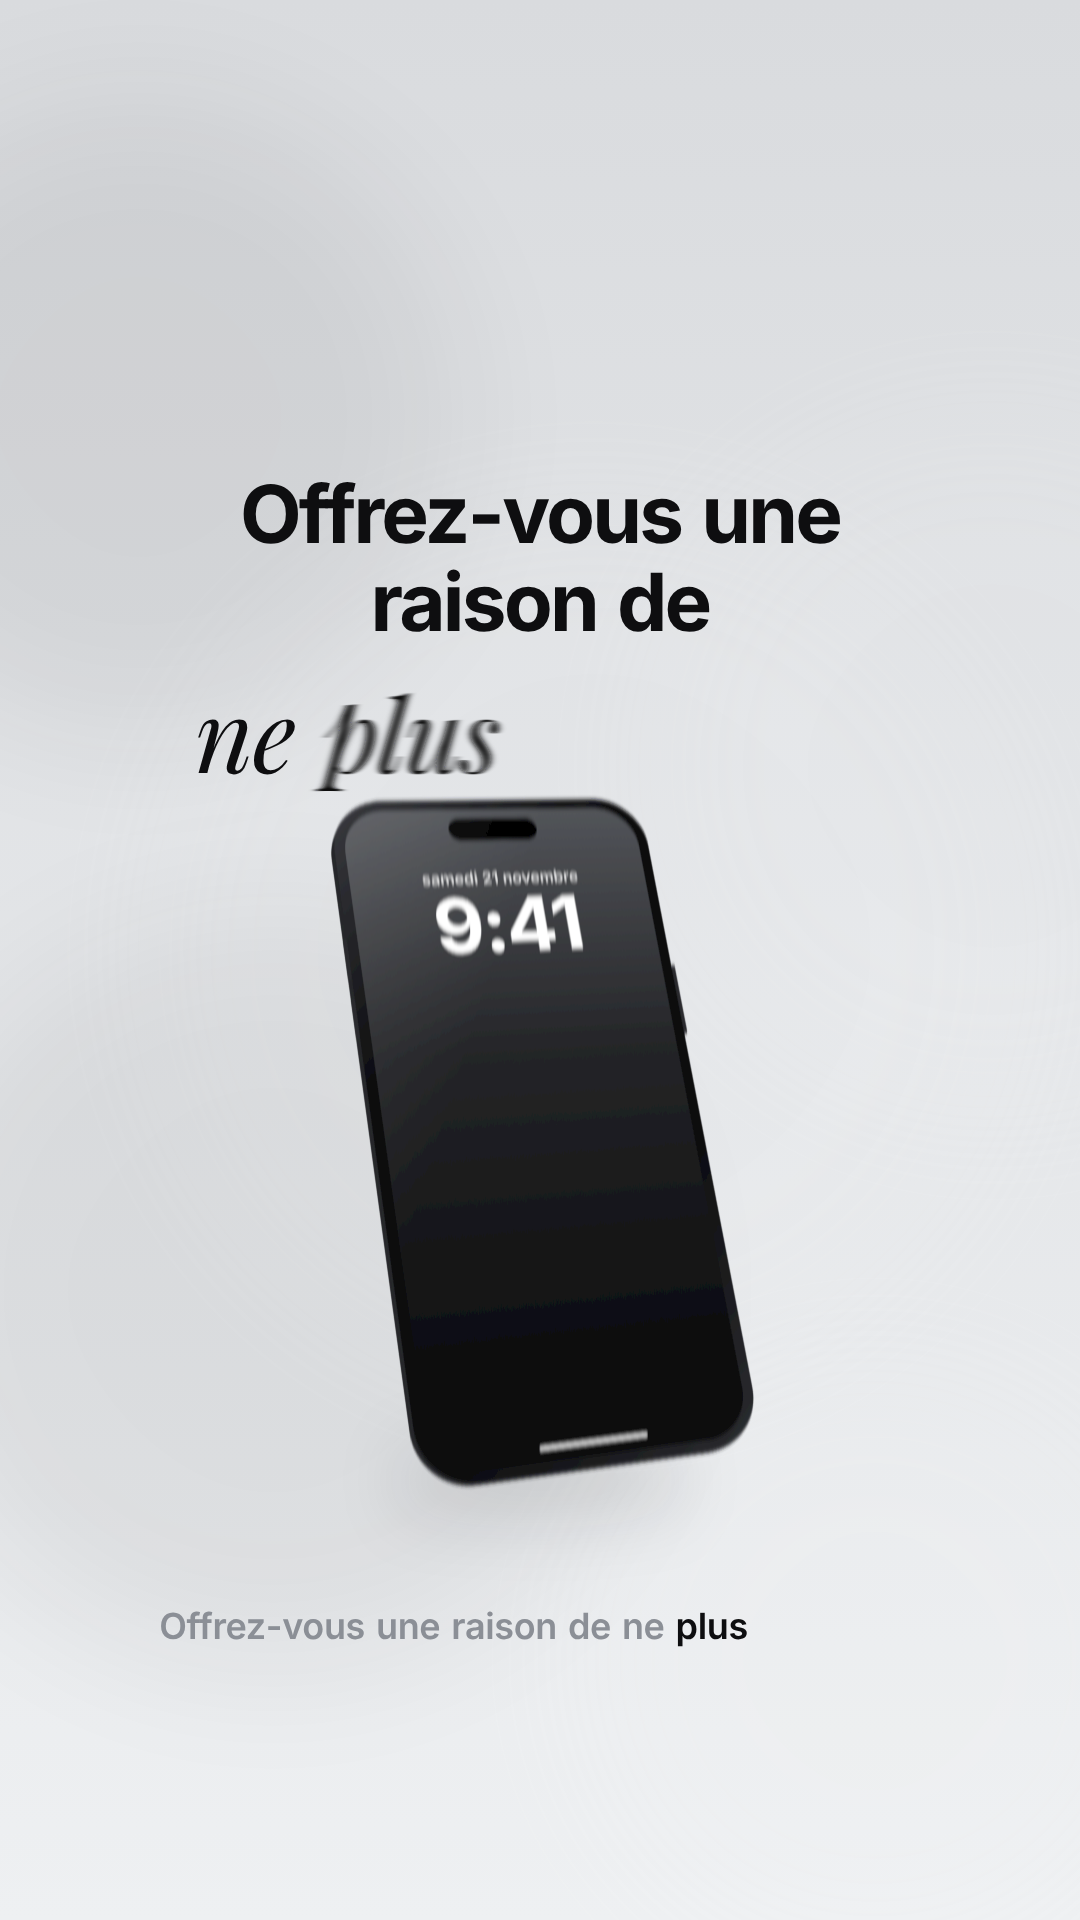 Offrez-vous une
raison de
ne plus
samedi 21 novembre
9:41
Offrez-vous une raison de ne plus